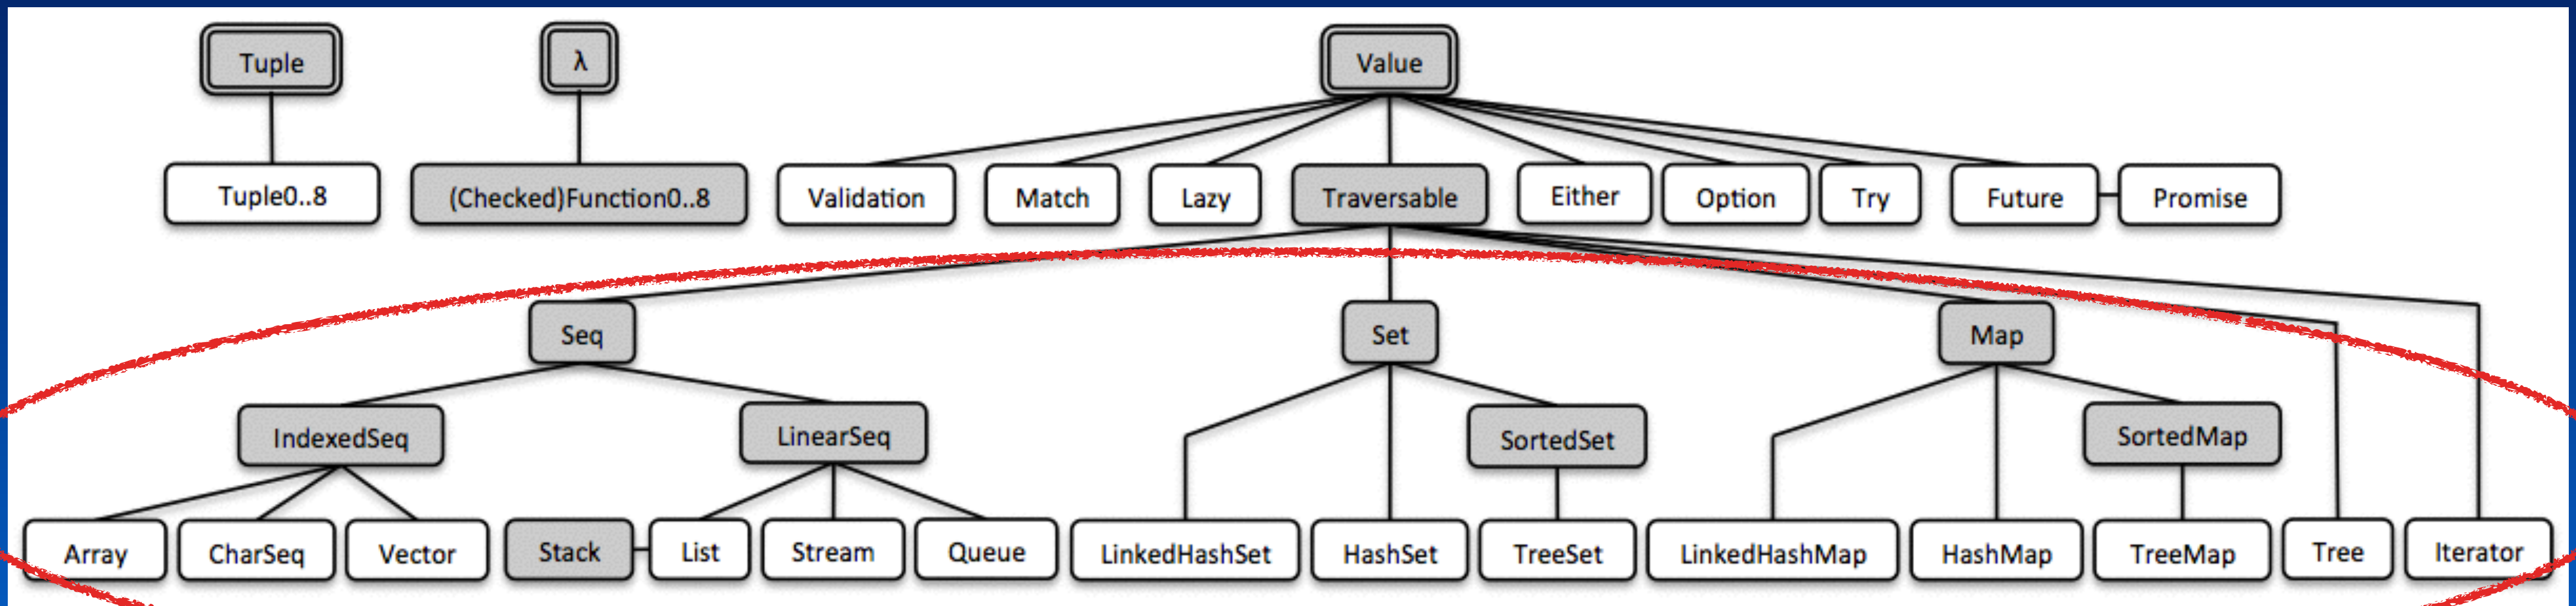 Tuple
λ
Value
Tuple0..8
(Checked)Function0..8
Validation
Match
Lazy
Traversable
Either
Option
Try
Future
Promise
Seq
Set
Map
IndexedSeq
LinearSeq
SortedSet
SortedMap
Array
CharSeq
Vector
Stack
List
Stream
Queue
LinkedHashSet
HashSet
TreeSet
LinkedHashMap
HashMap
TreeMap
Tree
Iterator